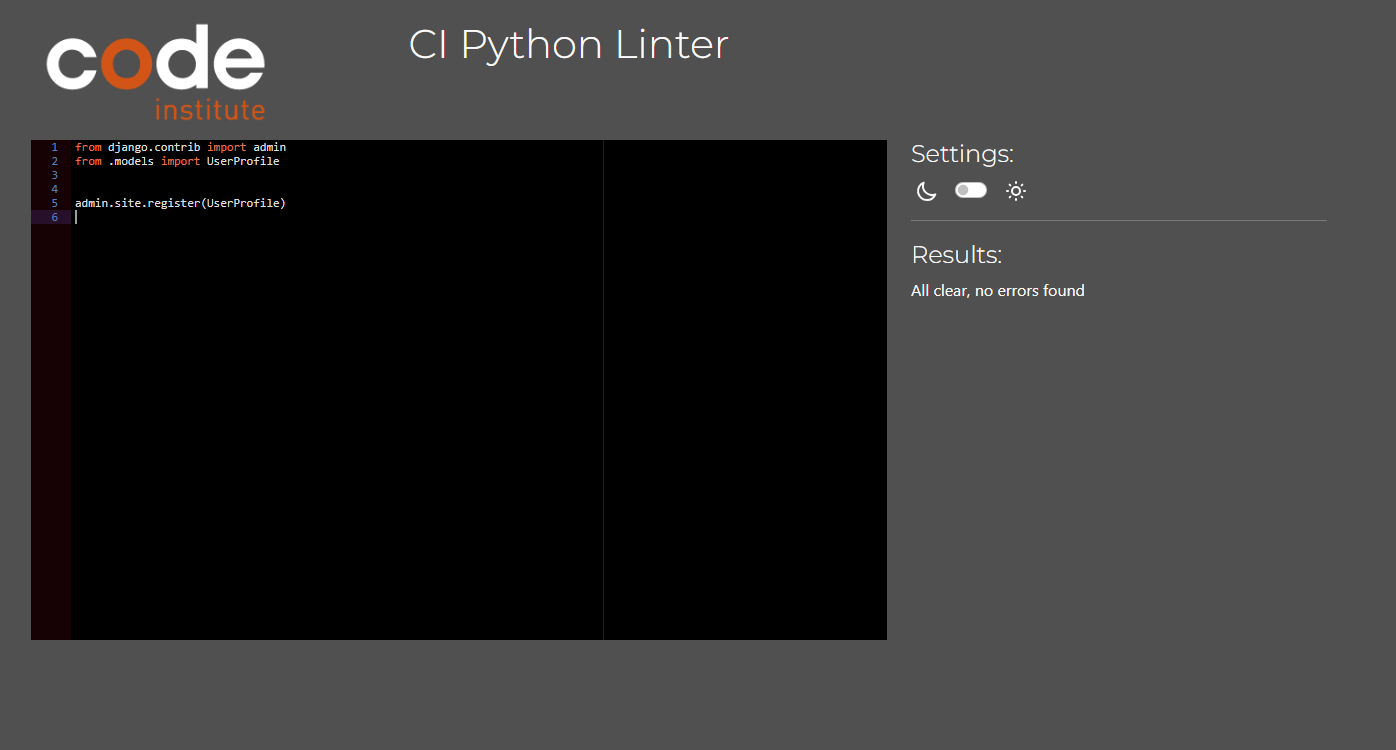 code
institute
CI Python Linter
1 from django.contrib import admin
2 from .models import UserProfile
3
4
5 admin.site.register(UserProfile)
6
Settings:
Results:
All clear, no errors found